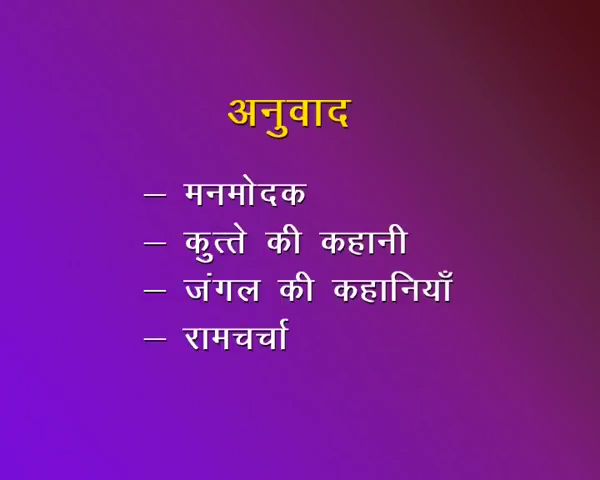 अनुवाद
– मनमोदक
– कुत्ते की कहानी
– जंगल की कहानियाँ
– रामचर्चा